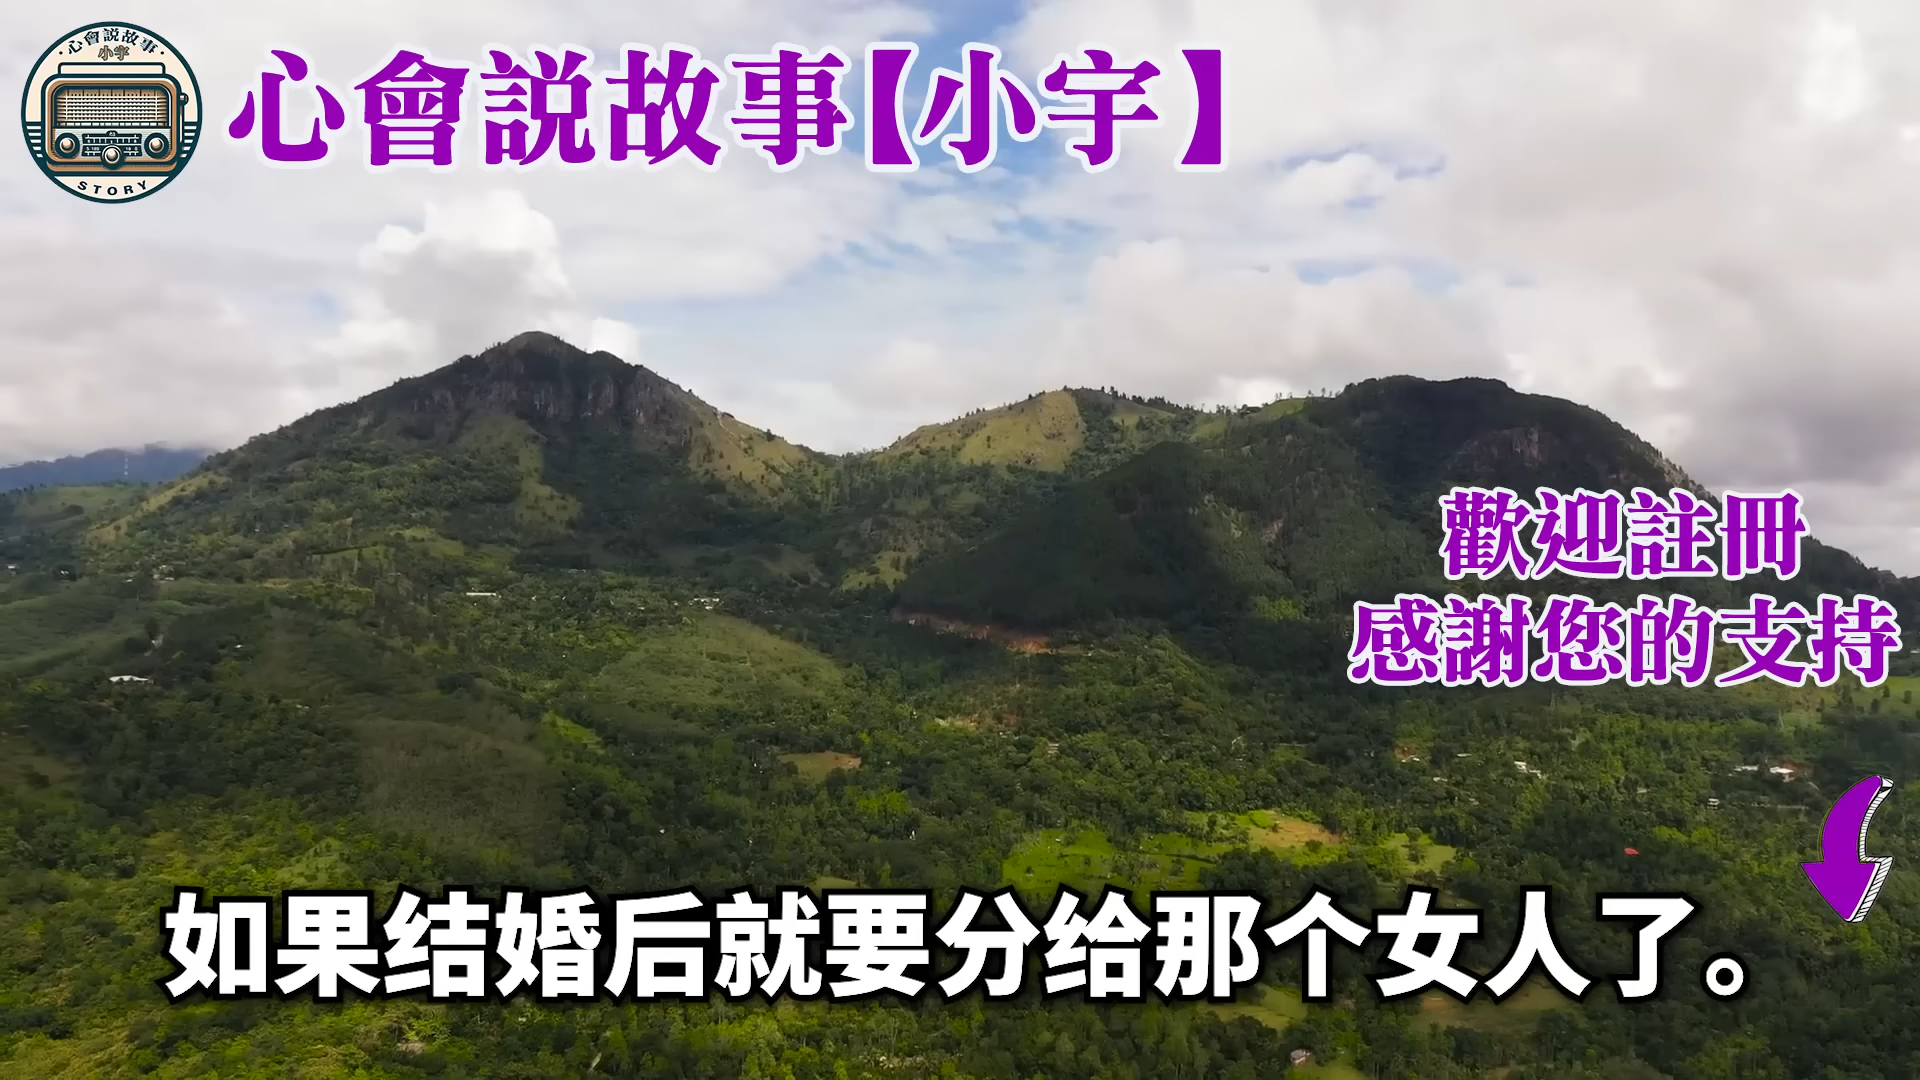 ·心會説故事·
小宇
STORY
心會説故事【小宇】
歡迎註冊
感謝您的支持
如果结婚后就要分给那个女人了。